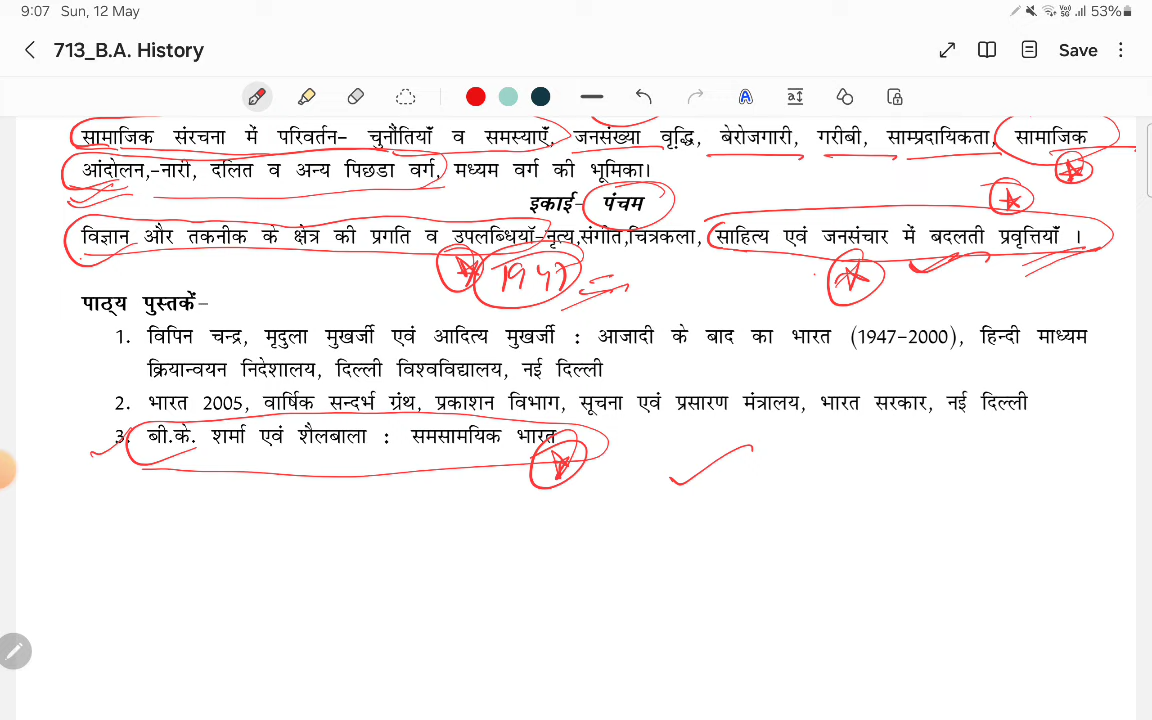 9:07 Sun, 12 May 53%
713_B.A. History Save
सामाजिक संरचना में परिवर्तन– चुनौतियाँ व समस्याएँ, जनसंख्या वृद्धि, बेरोजगारी, गरीबी, साम्प्रदायिकता, सामाजिक
आंदोलन,–नारी, दलित व अन्य पिछडा वर्ग, मध्यम वर्ग की भूमिका।
इकाई– पंचम
विज्ञान और तकनीक के क्षेत्र की प्रगति व उपलब्धियॉ–नृत्य,संगीत,चित्रकला, साहित्य एवं जनसंचार में बदलती प्रवृत्तियाँ ।
1947
पाठ्य पुस्तकें–
1. विपिन चन्द्र, मृदुला मुखर्जी एवं आदित्य मुखर्जी : आजादी के बाद का भारत (1947–2000), हिन्दी माध्यम
क्रियान्वयन निदेशालय, दिल्ली विश्वविद्यालय, नई दिल्ली
2. भारत 2005, वार्षिक सन्दर्भ ग्रंथ, प्रकाशन विभाग, सूचना एवं प्रसारण मंत्रालय, भारत सरकार, नई दिल्ली
3. बी.के. शर्मा एवं शैलबाला : समसामयिक भारत